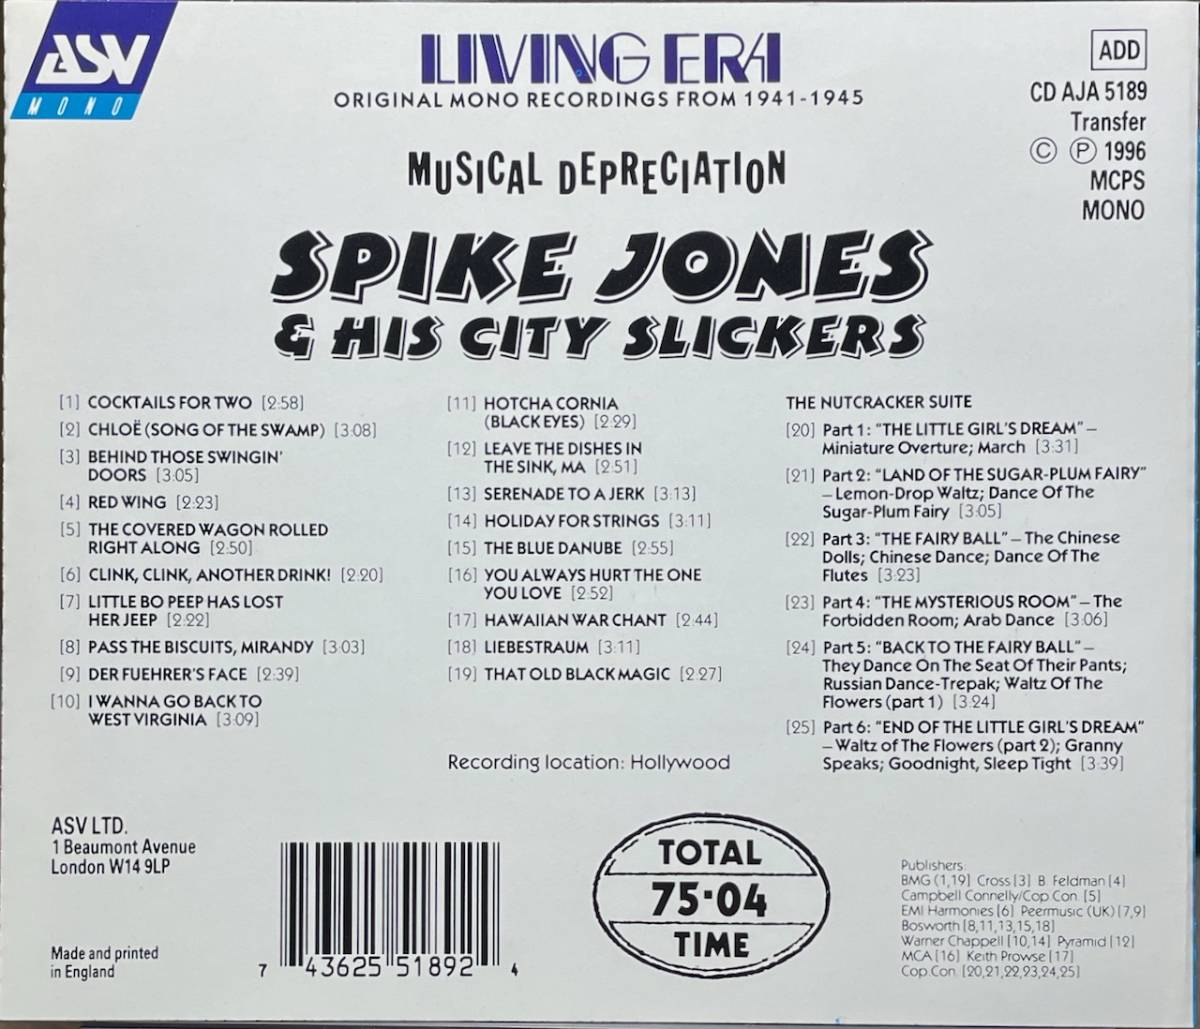 ASV
MONO
LIVING ERA
ORIGINAL MONO RECORDINGS FROM 1941-1945
ADD
CD AJA 5189
Transfer
Ⓒ Ⓟ 1996
MCPS
MONO
MUSICAL DEPRECIATION
SPIKE JONES
& HIS CITY SLICKERS
[1] COCKTAILS FOR TWO [2:58]
[2] CHLOË (SONG OF THE SWAMP) [3:08]
[3] BEHIND THOSE SWINGIN'
DOORS [3:05]
[4] RED WING [2:23]
[5] THE COVERED WAGON ROLLED
RIGHT ALONG [2:50]
[6] CLINK, CLINK, ANOTHER DRINK! [2:20]
[7] LITTLE BO PEEP HAS LOST
HER JEEP [2:22]
[8] PASS THE BISCUITS, MIRANDY [3:03]
[9] DER FUEHRER'S FACE [2:39]
[10] I WANNA GO BACK TO
WEST VIRGINIA [3:09]
[11] HOTCHA CORNIA
(BLACK EYES) [2:29]
[12] LEAVE THE DISHES IN
THE SINK, MA [2:51]
[13] SERENADE TO A JERK [3:13]
[14] HOLIDAY FOR STRINGS [3:11]
[15] THE BLUE DANUBE [2:55]
[16] YOU ALWAYS HURT THE ONE
YOU LOVE [2:52]
[17] HAWAIIAN WAR CHANT [2:44]
[18] LIEBESTRAUM [3:11]
[19] THAT OLD BLACK MAGIC [2:27]
Recording location: Hollywood
THE NUTCRACKER SUITE
[20] Part 1: "THE LITTLE GIRL'S DREAM" –
Miniature Overture; March [3:31]
[21] Part 2: "LAND OF THE SUGAR-PLUM FAIRY"
– Lemon-Drop Waltz; Dance Of The
Sugar-Plum Fairy [3:05]
[22] Part 3: "THE FAIRY BALL" – The Chinese
Dolls; Chinese Dance; Dance Of The
Flutes [3:23]
[23] Part 4: "THE MYSTERIOUS ROOM" – The
Forbidden Room; Arab Dance [3:06]
[24] Part 5: "BACK TO THE FAIRY BALL" –
They Dance On The Seat Of Their Pants;
Russian Dance-Trepak; Waltz Of The
Flowers (part 1) [3:24]
[25] Part 6: "END OF THE LITTLE GIRL'S DREAM"
– Waltz of The Flowers (part 2); Granny
Speaks; Goodnight, Sleep Tight [3:39]
ASV LTD.
1 Beaumont Avenue
London W14 9LP
Made and printed
in England
7 43625 51892 4
TOTAL
75·04
TIME
Publishers:
BMG (1,19) Cross [3] B. Feldman [4]
Campbell Connelly/Cop.Con. [5]
EMI Harmonies [6] Peermusic (UK) [7,9]
Bosworth [8,11,13,15,18]
Warner Chappell [10,14] Pyramid [12]
MCA [16] Keith Prowse [17]
Cop.Con. [20,21,22,23,24,25]